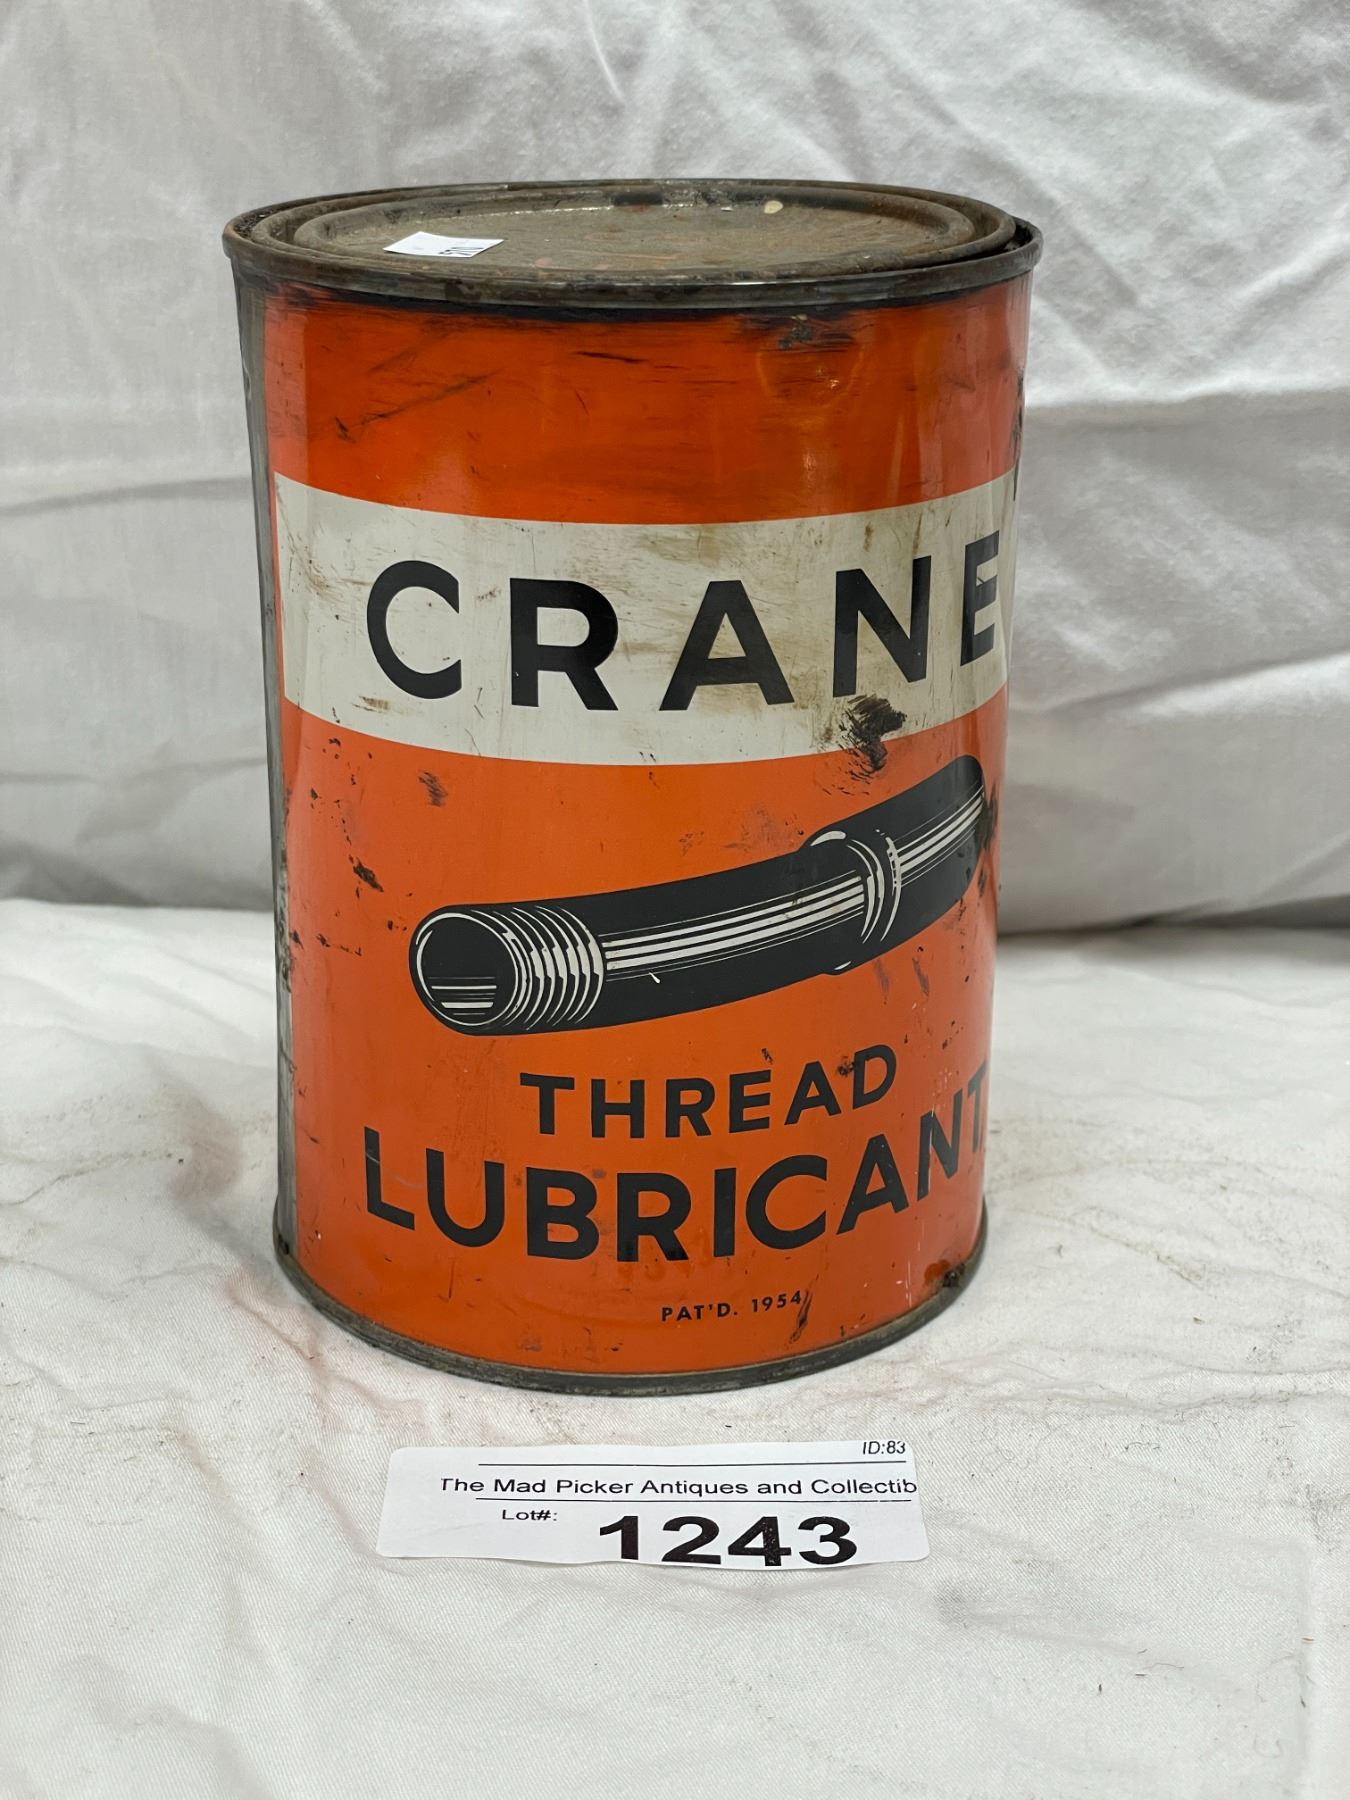 CRANE
THREAD
LUBRICANT
PAT'D. 1954
ID:83
The Mad Picker Antiques and Collectib
Lot#:
1243